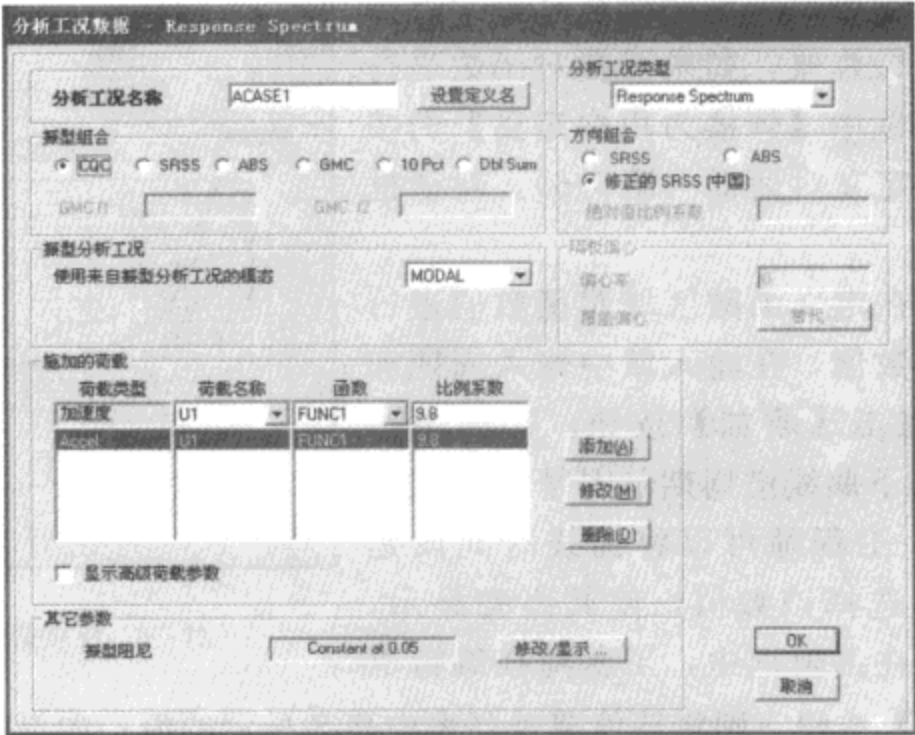 分析工况数据 - Response Spectrum
分析工况名称 ACASE1 设置定义名
分析工况类型
Response Spectrum
振型组合
CQC SRSS ABS GMC 10 Pct Dbl Sum
GMC f1 GMC f2
方向组合
SRSS ABS
修正的 SRSS (中国)
绝对值比例系数
振型分析工况
使用来自振型分析工况的模态 MODAL
隔板偏心
偏心率
覆盖偏心 替代...
施加的荷载
荷载类型 荷载名称 函数 比例系数
加速度 U1 FUNC1 9.8
Accel U1 FUNC1 9.8
添加(A)
修改(M)
删除(D)
显示高级荷载参数
其它参数
振型阻尼 Constant at 0.05 修改/显示 ...
OK
取消